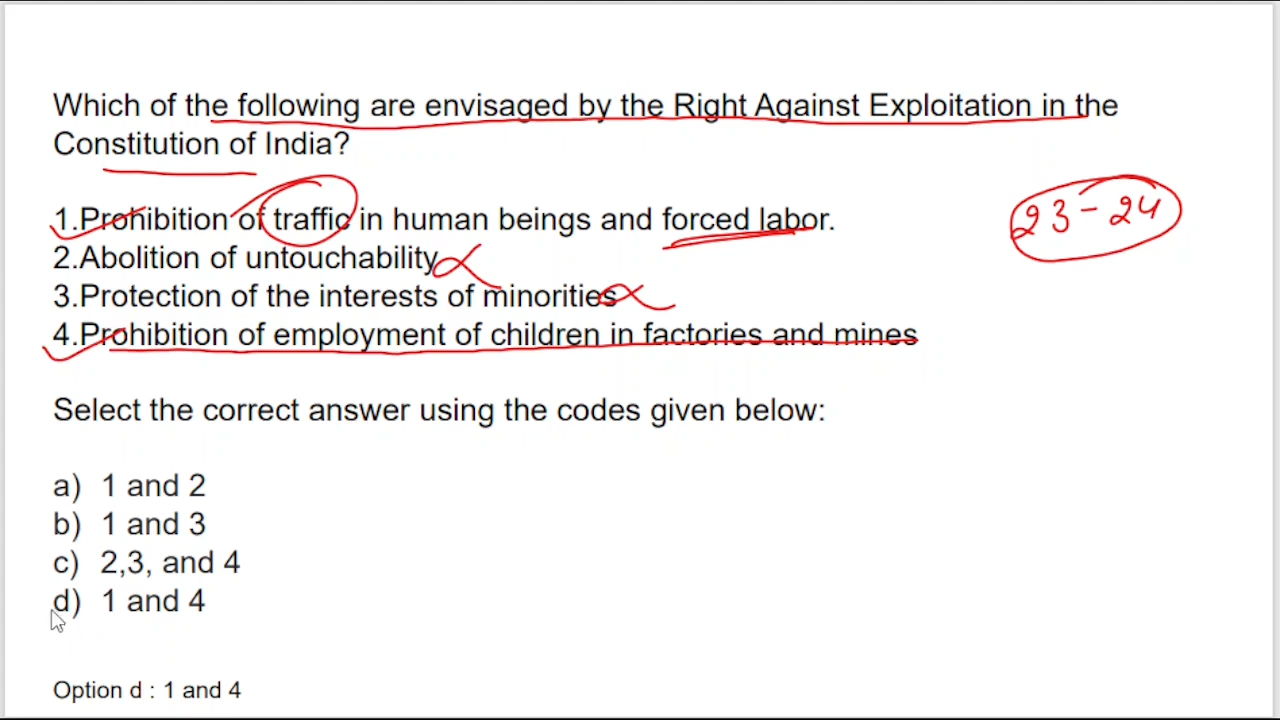 Which of the following are envisaged by the Right Against Exploitation in the
Constitution of India?
1.Prohibition of traffic in human beings and forced labor.
23-24
2.Abolition of untouchability
3.Protection of the interests of minorities
4.Prohibition of employment of children in factories and mines
Select the correct answer using the codes given below:
a) 1 and 2
b) 1 and 3
c) 2,3, and 4
d) 1 and 4
Option d : 1 and 4